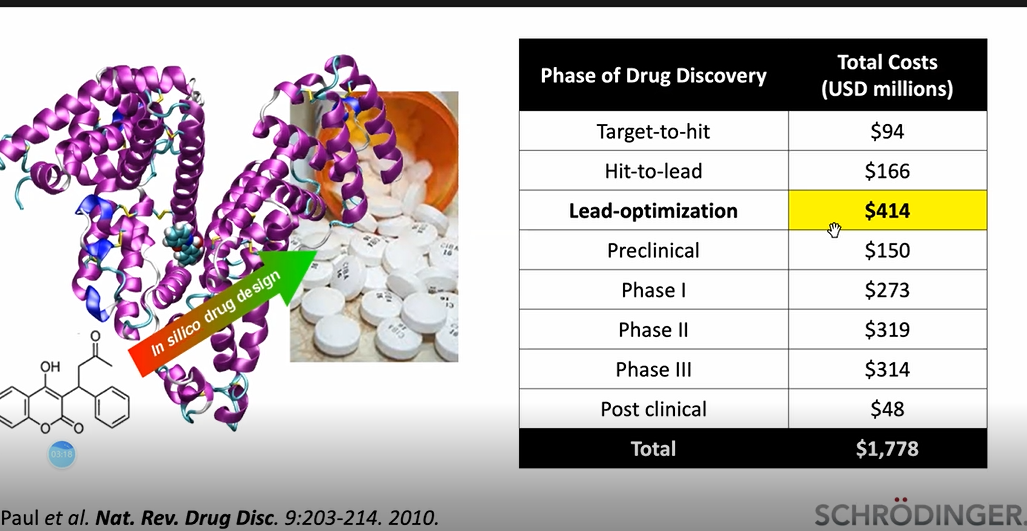 Phase of Drug Discovery
Total Costs
(USD millions)
Target-to-hit
$94
Hit-to-lead
$166
Lead-optimization
$414
Preclinical
$150
Phase I
$273
Phase II
$319
Phase III
$314
Post clinical
$48
Total
$1,778
In silico drug design
CIBA
OH
O
O
O
03:18
Paul et al. Nat. Rev. Drug Disc. 9:203-214. 2010.
SCHRÖDINGER